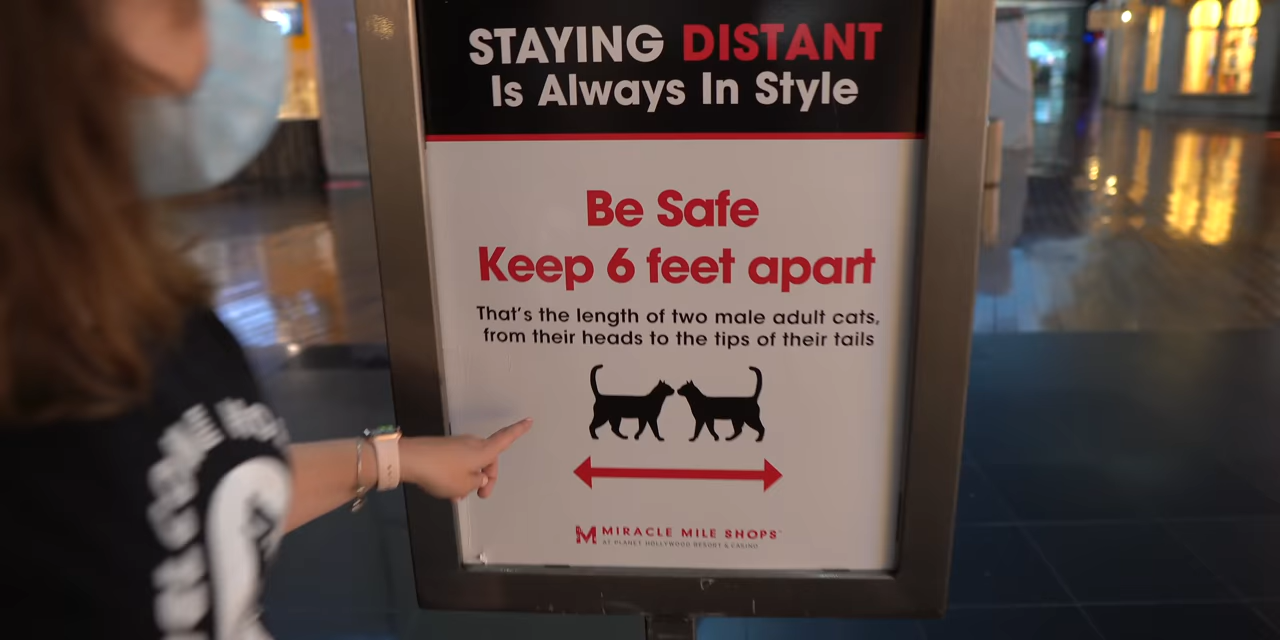 STAYING DISTANT
Is Always In Style
Be Safe
Keep 6 feet apart
That's the length of two male adult cats,
from their heads to the tips of their tails
MIRACLE MILE SHOPS
AT PLANET HOLLYWOOD RESORT & CASINO